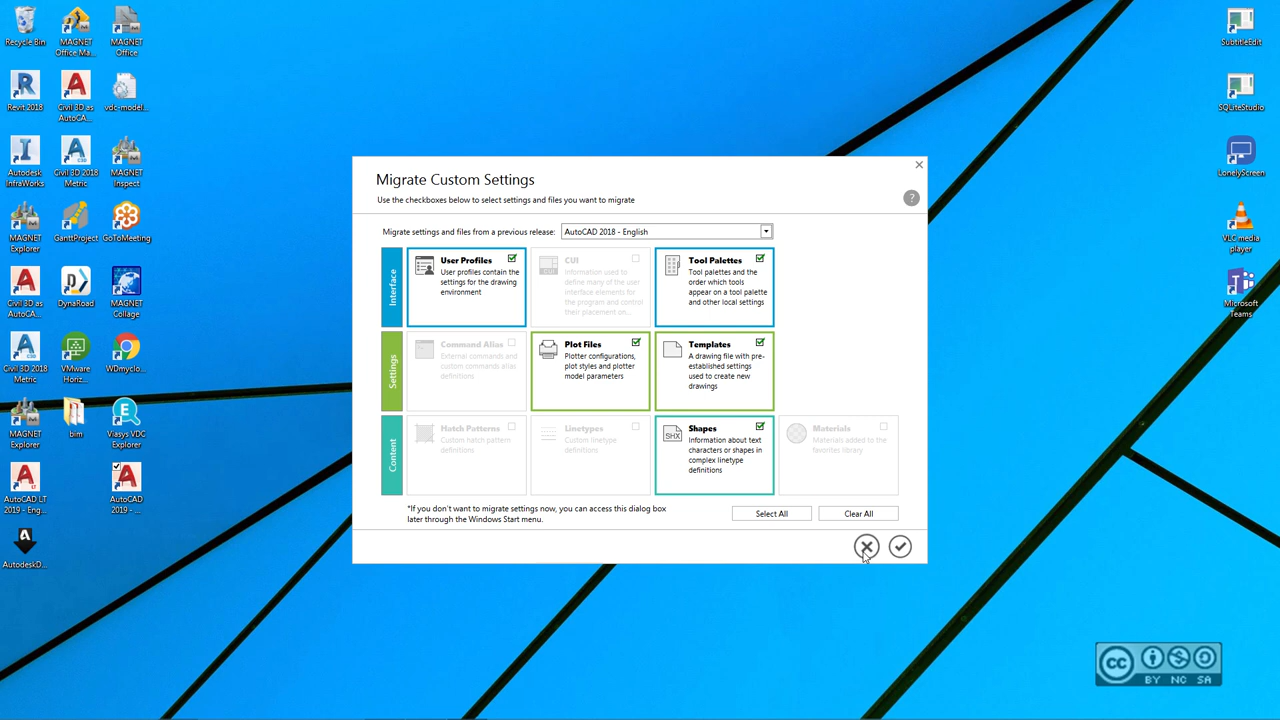 Recycle Bin
MAGNET
Office Ma...
MAGNET
Office
Revit 2018
Civil 3D as
AutoCA...
vdc-model...
Autodesk
InfraWorks
Civil 3D 2018
Metric
MAGNET
Inspect
MAGNET
Explorer
GanttProject
GoToMeeting
Civil 3D as
AutoCA...
DynaRoad
MAGNET
Collage
Civil 3D 2018
Metric
VMware
Horiz...
WDmyclo...
MAGNET
Explorer
bim
Viasys VDC
Explorer
AutoCAD LT
2019 - Eng...
AutoCAD
2019 - ...
AutodeskD...
Migrate Custom Settings
Use the checkboxes below to select settings and files you want to migrate
Migrate settings and files from a previous release:
AutoCAD 2018 - English
Interface
User Profiles
User profiles contain the
settings for the drawing
environment
CUI
CUI
Information used to
define many of the user
interface elements for
the program and control
their placement on...
Tool Palettes
Tool palettes and the
order which tools
appear on a tool palette
and other local settings
Settings
Command Alias
External commands and
custom commands alias
definitions
Plot Files
Plotter configurations,
plot styles and plotter
model parameters
Templates
A drawing file with pre-
established settings
used to create new
drawings
Content
Hatch Patterns
Custom hatch pattern
definitions
Linetypes
Custom linetype
definitions
SHX
Shapes
Information about text
characters or shapes in
complex linetype
definitions
Materials
Materials added to the
favorites library
*If you don't want to migrate settings now, you can access this dialog box
later through the Windows Start menu.
Select All
Clear All
SubtitleEdit
SQLiteStudio
LonelyScreen
VLC media
player
Microsoft
Teams
cc
BY NC SA